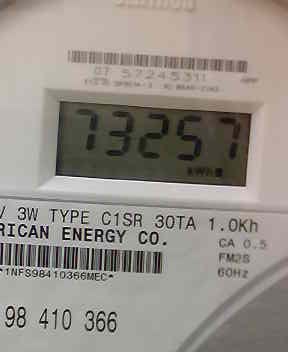 07 57245311
73257
kWh
V 3W TYPE C1SR 30TA 1.0Kh
RICAN ENERGY CO.
CA 0.5
FM2S
60Hz
*1NFS98410366MEC*
98 410 366